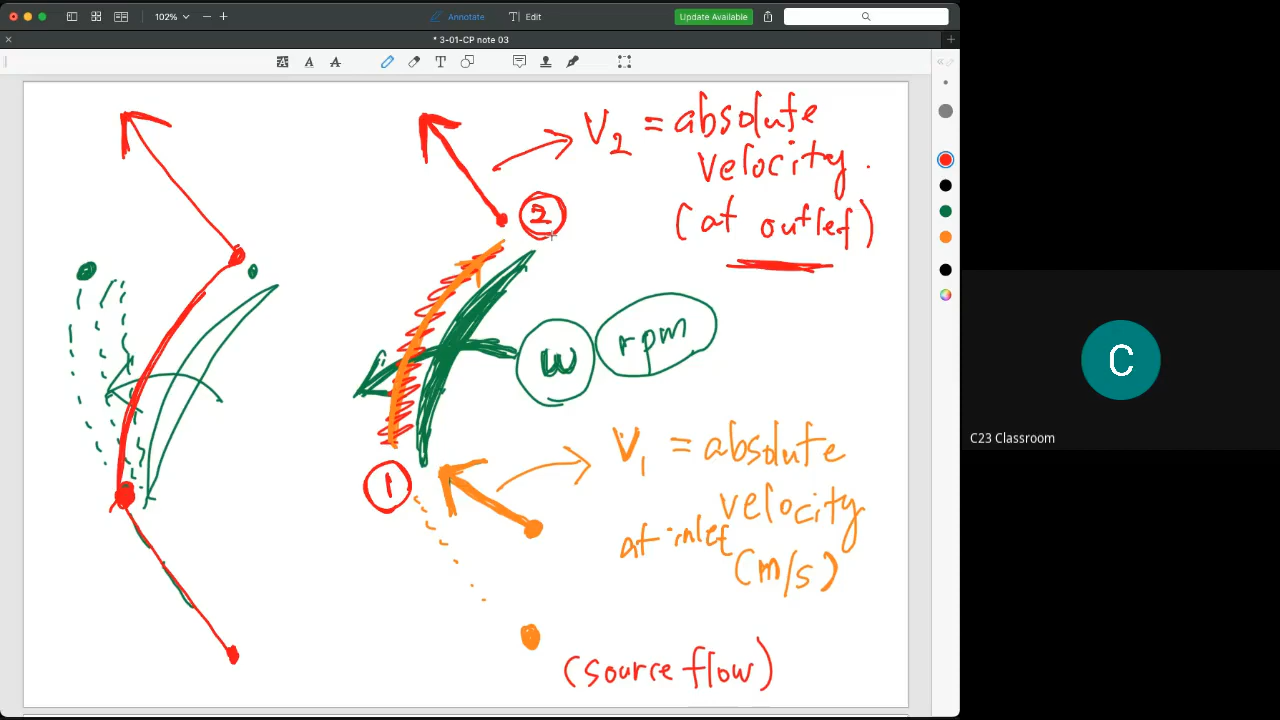 102%
Annotate
Edit
Update Available
* 3-01-CP note 03
V2 = absolute
velocity.
(at outlet)
2
w
rpm
1
V1 = absolute
velocity
at inlet
(m/s)
(source flow)
C
C23 Classroom